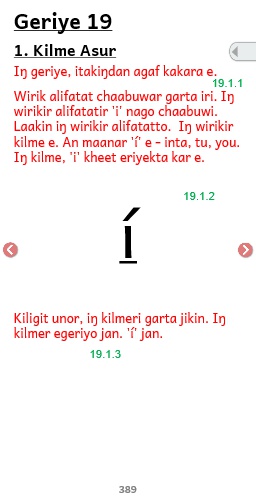 Geriye 19
1. Kilme Asur
Iŋ geriye, itakiŋdan agaf kakara e.
19.1.1
Wirik alifatat chaabuwar garta iri. Iŋ
wirikir alifatatir 'i' nago chaabuwi.
Laakin iŋ wirikir alifatatto. Iŋ wirikir
kilme e. An maanar 'í' e - inta, tu, you.
Iŋ kilme, 'i' kheet eriyekta kar e.
19.1.2
í
Kiligit unor, iŋ kilmeri garta jikin. Iŋ
kilmer egeriyo jan. 'í' jan.
19.1.3
389